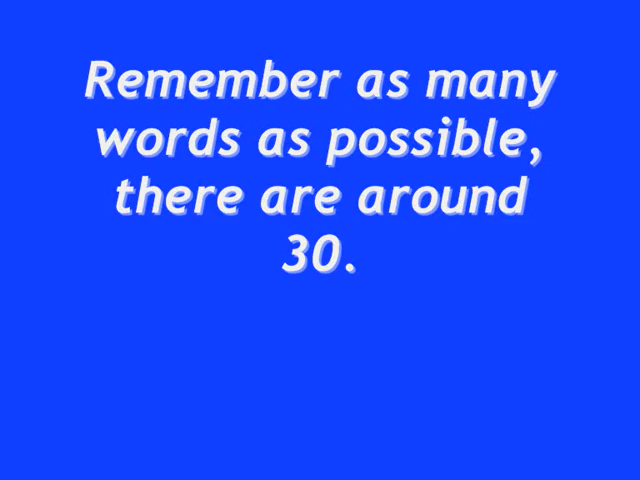 Remember as many
words as possible,
there are around
30.